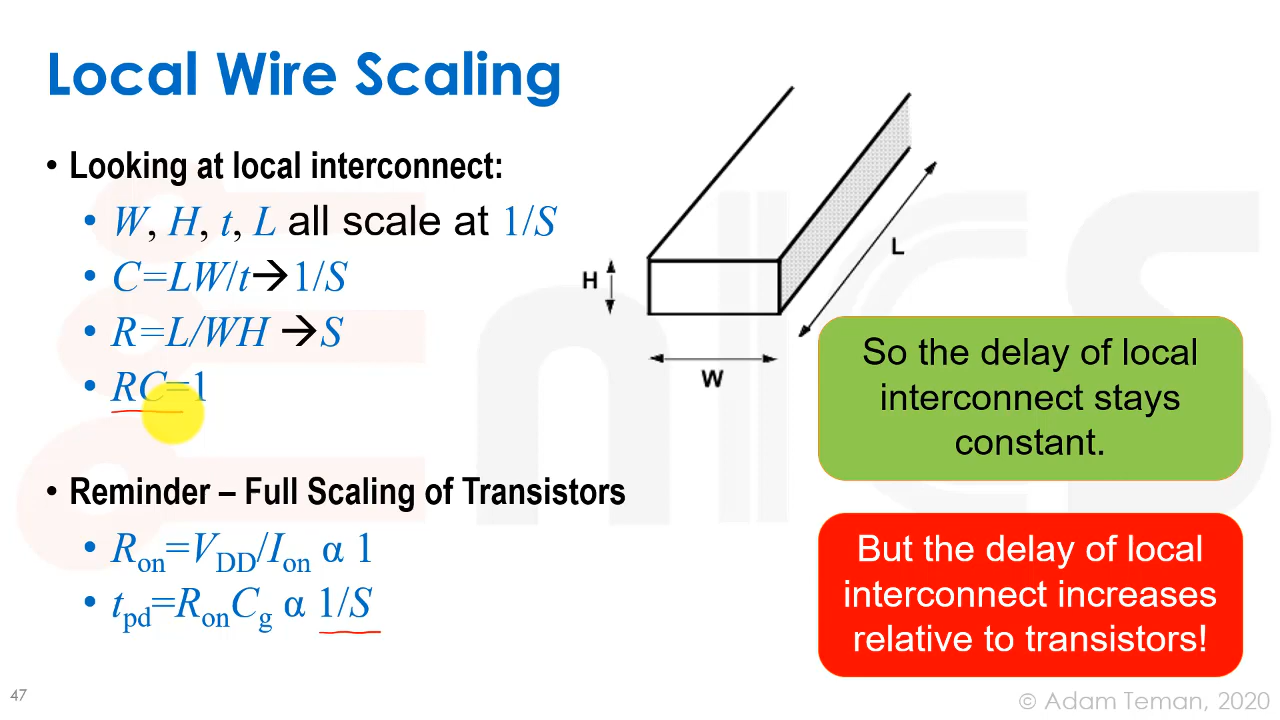 Local Wire Scaling
• Looking at local interconnect:
• W, H, t, L all scale at 1/S
• C=LW/t→1/S
• R=L/WH →S
• RC=1
• Reminder – Full Scaling of Transistors
• Ron=VDD/Ion α 1
• tpd=RonCg α 1/S
H
W
L
So the delay of local
interconnect stays
constant.
But the delay of local
interconnect increases
relative to transistors!
47
© Adam Teman, 2020